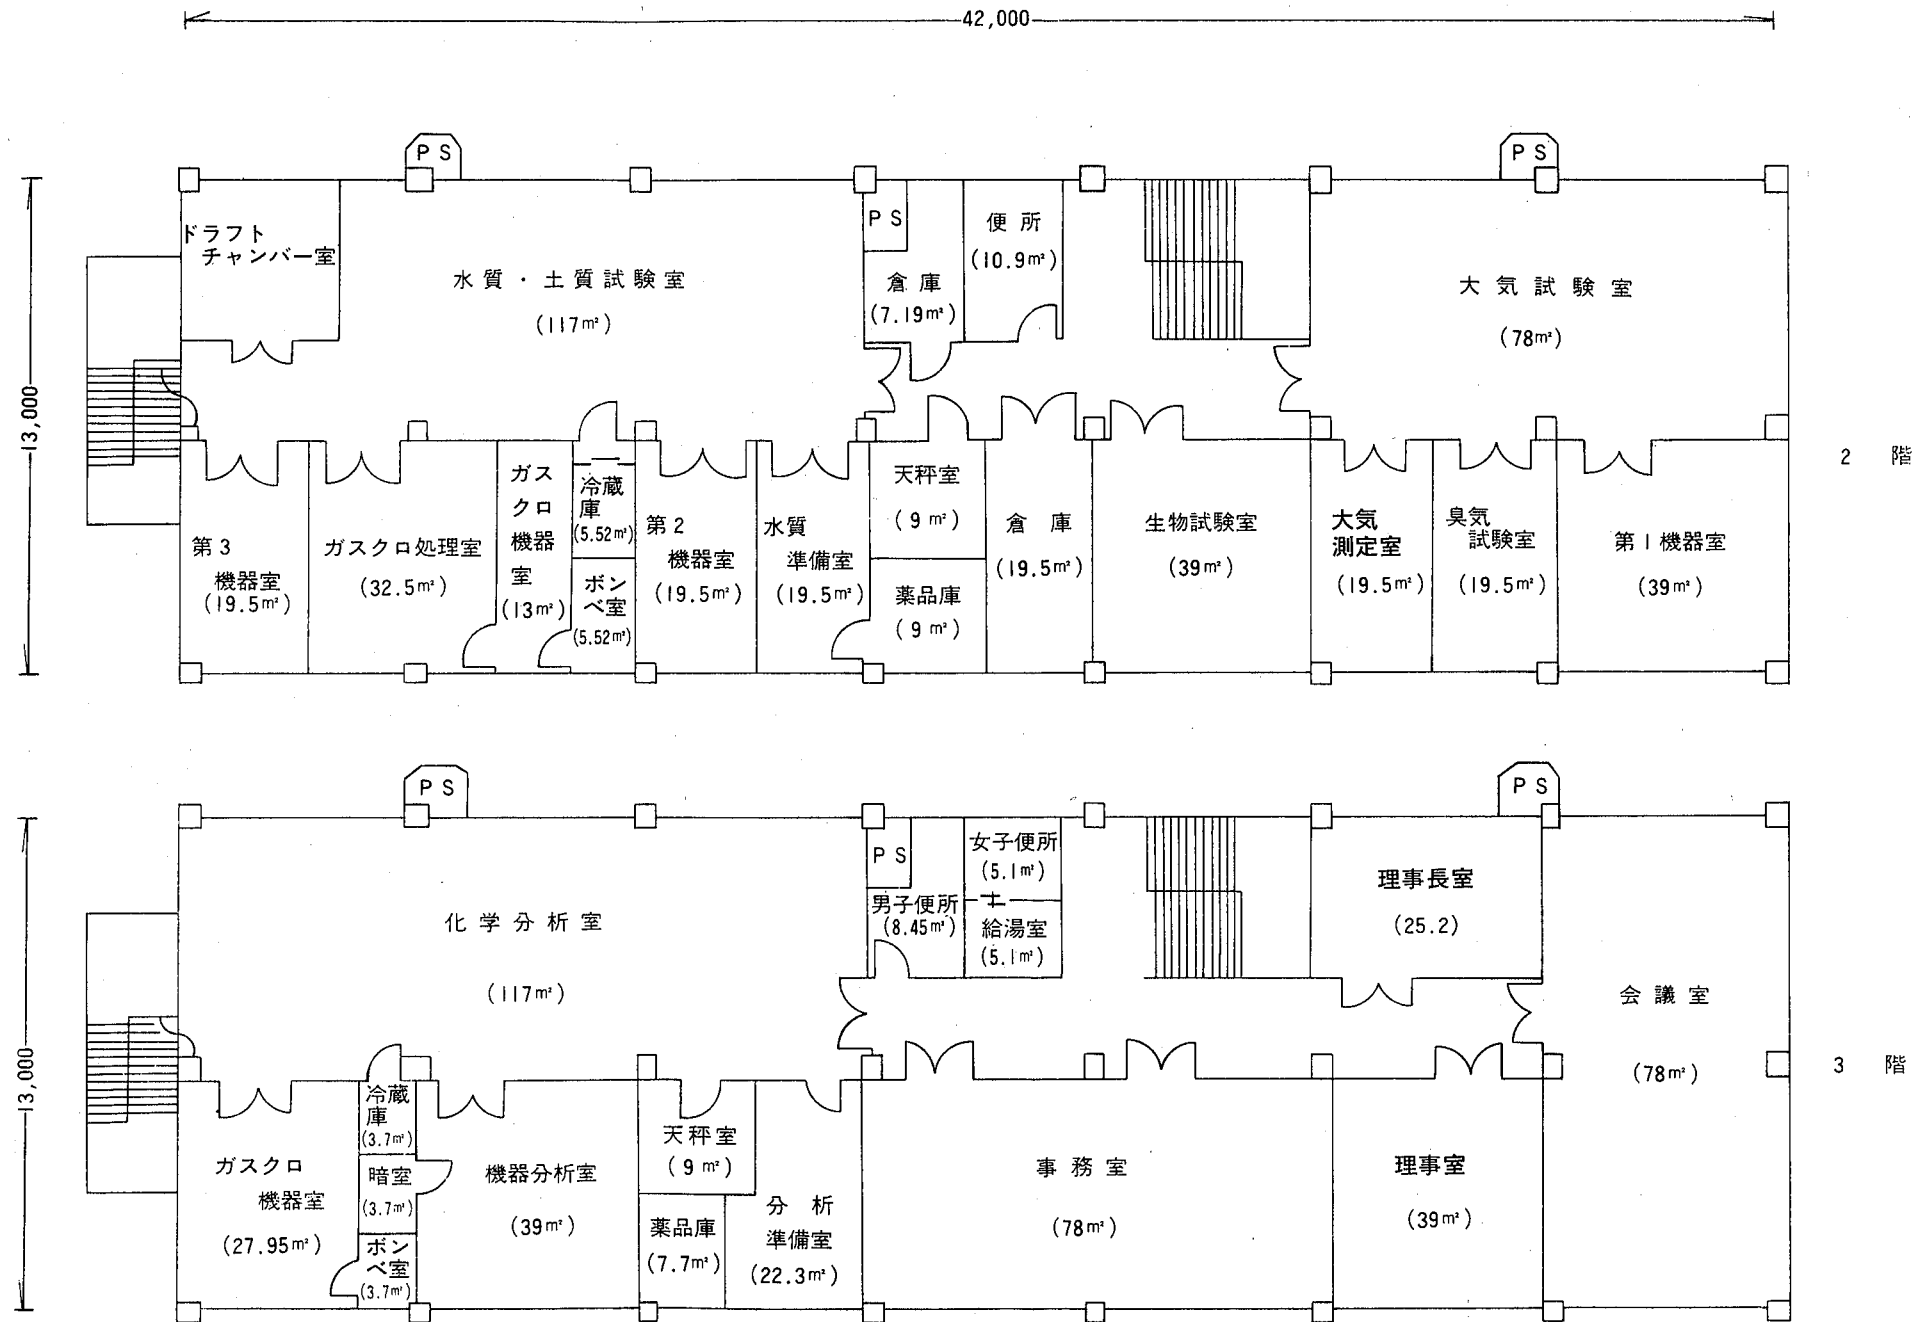 42,000
P S
P S
ドラフト
チャンバー室
水質・土質試験室
(117㎡)
P S
倉庫
(7.19㎡)
便所
(10.9㎡)
大気試験室
(78㎡)
13,000
2 階
第3
機器室
(19.5㎡)
ガスクロ処理室
(32.5㎡)
ガス
クロ
機器
室
(13㎡)
冷蔵
庫
(5.52㎡)
ボン
ベ室
(5.52㎡)
第2
機器室
(19.5㎡)
水質
準備室
(19.5㎡)
天秤室
(9㎡)
薬品庫
(9㎡)
倉庫
(19.5㎡)
生物試験室
(39㎡)
大気
測定室
(19.5㎡)
臭気
試験室
(19.5㎡)
第1機器室
(39㎡)
P S
P S
化学分析室
(117㎡)
P S
男子便所
(8.45㎡)
女子便所
(5.1㎡)
給湯室
(5.1㎡)
理事長室
(25.2)
会議室
(78㎡)
13,000
3 階
ガスクロ
機器室
(27.95㎡)
冷蔵
庫
(3.7㎡)
暗室
(3.7㎡)
ボン
ベ室
(3.7㎡)
機器分析室
(39㎡)
天秤室
(9㎡)
薬品庫
(7.7㎡)
分析
準備室
(22.3㎡)
事務室
(78㎡)
理事室
(39㎡)